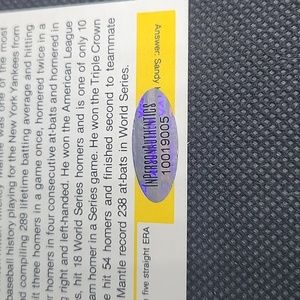 baseball history playing for the New York Yankees from
and compiling 289 lifetime batting average and hitting
hit three homers in a game once, homered twice in a
homers in four consecutive at-bats and homered in
right and left-handed. He won the American League
hit 18 World Series homers and is one of only 10
homer in a Series game. He won the Triple Crown
hit 54 homers and finished second to teammate
Mantle record 238 at-bats in World Series.
Answer: Sandy
INPERSONAUTHENTICS
10019005
five straight ERA